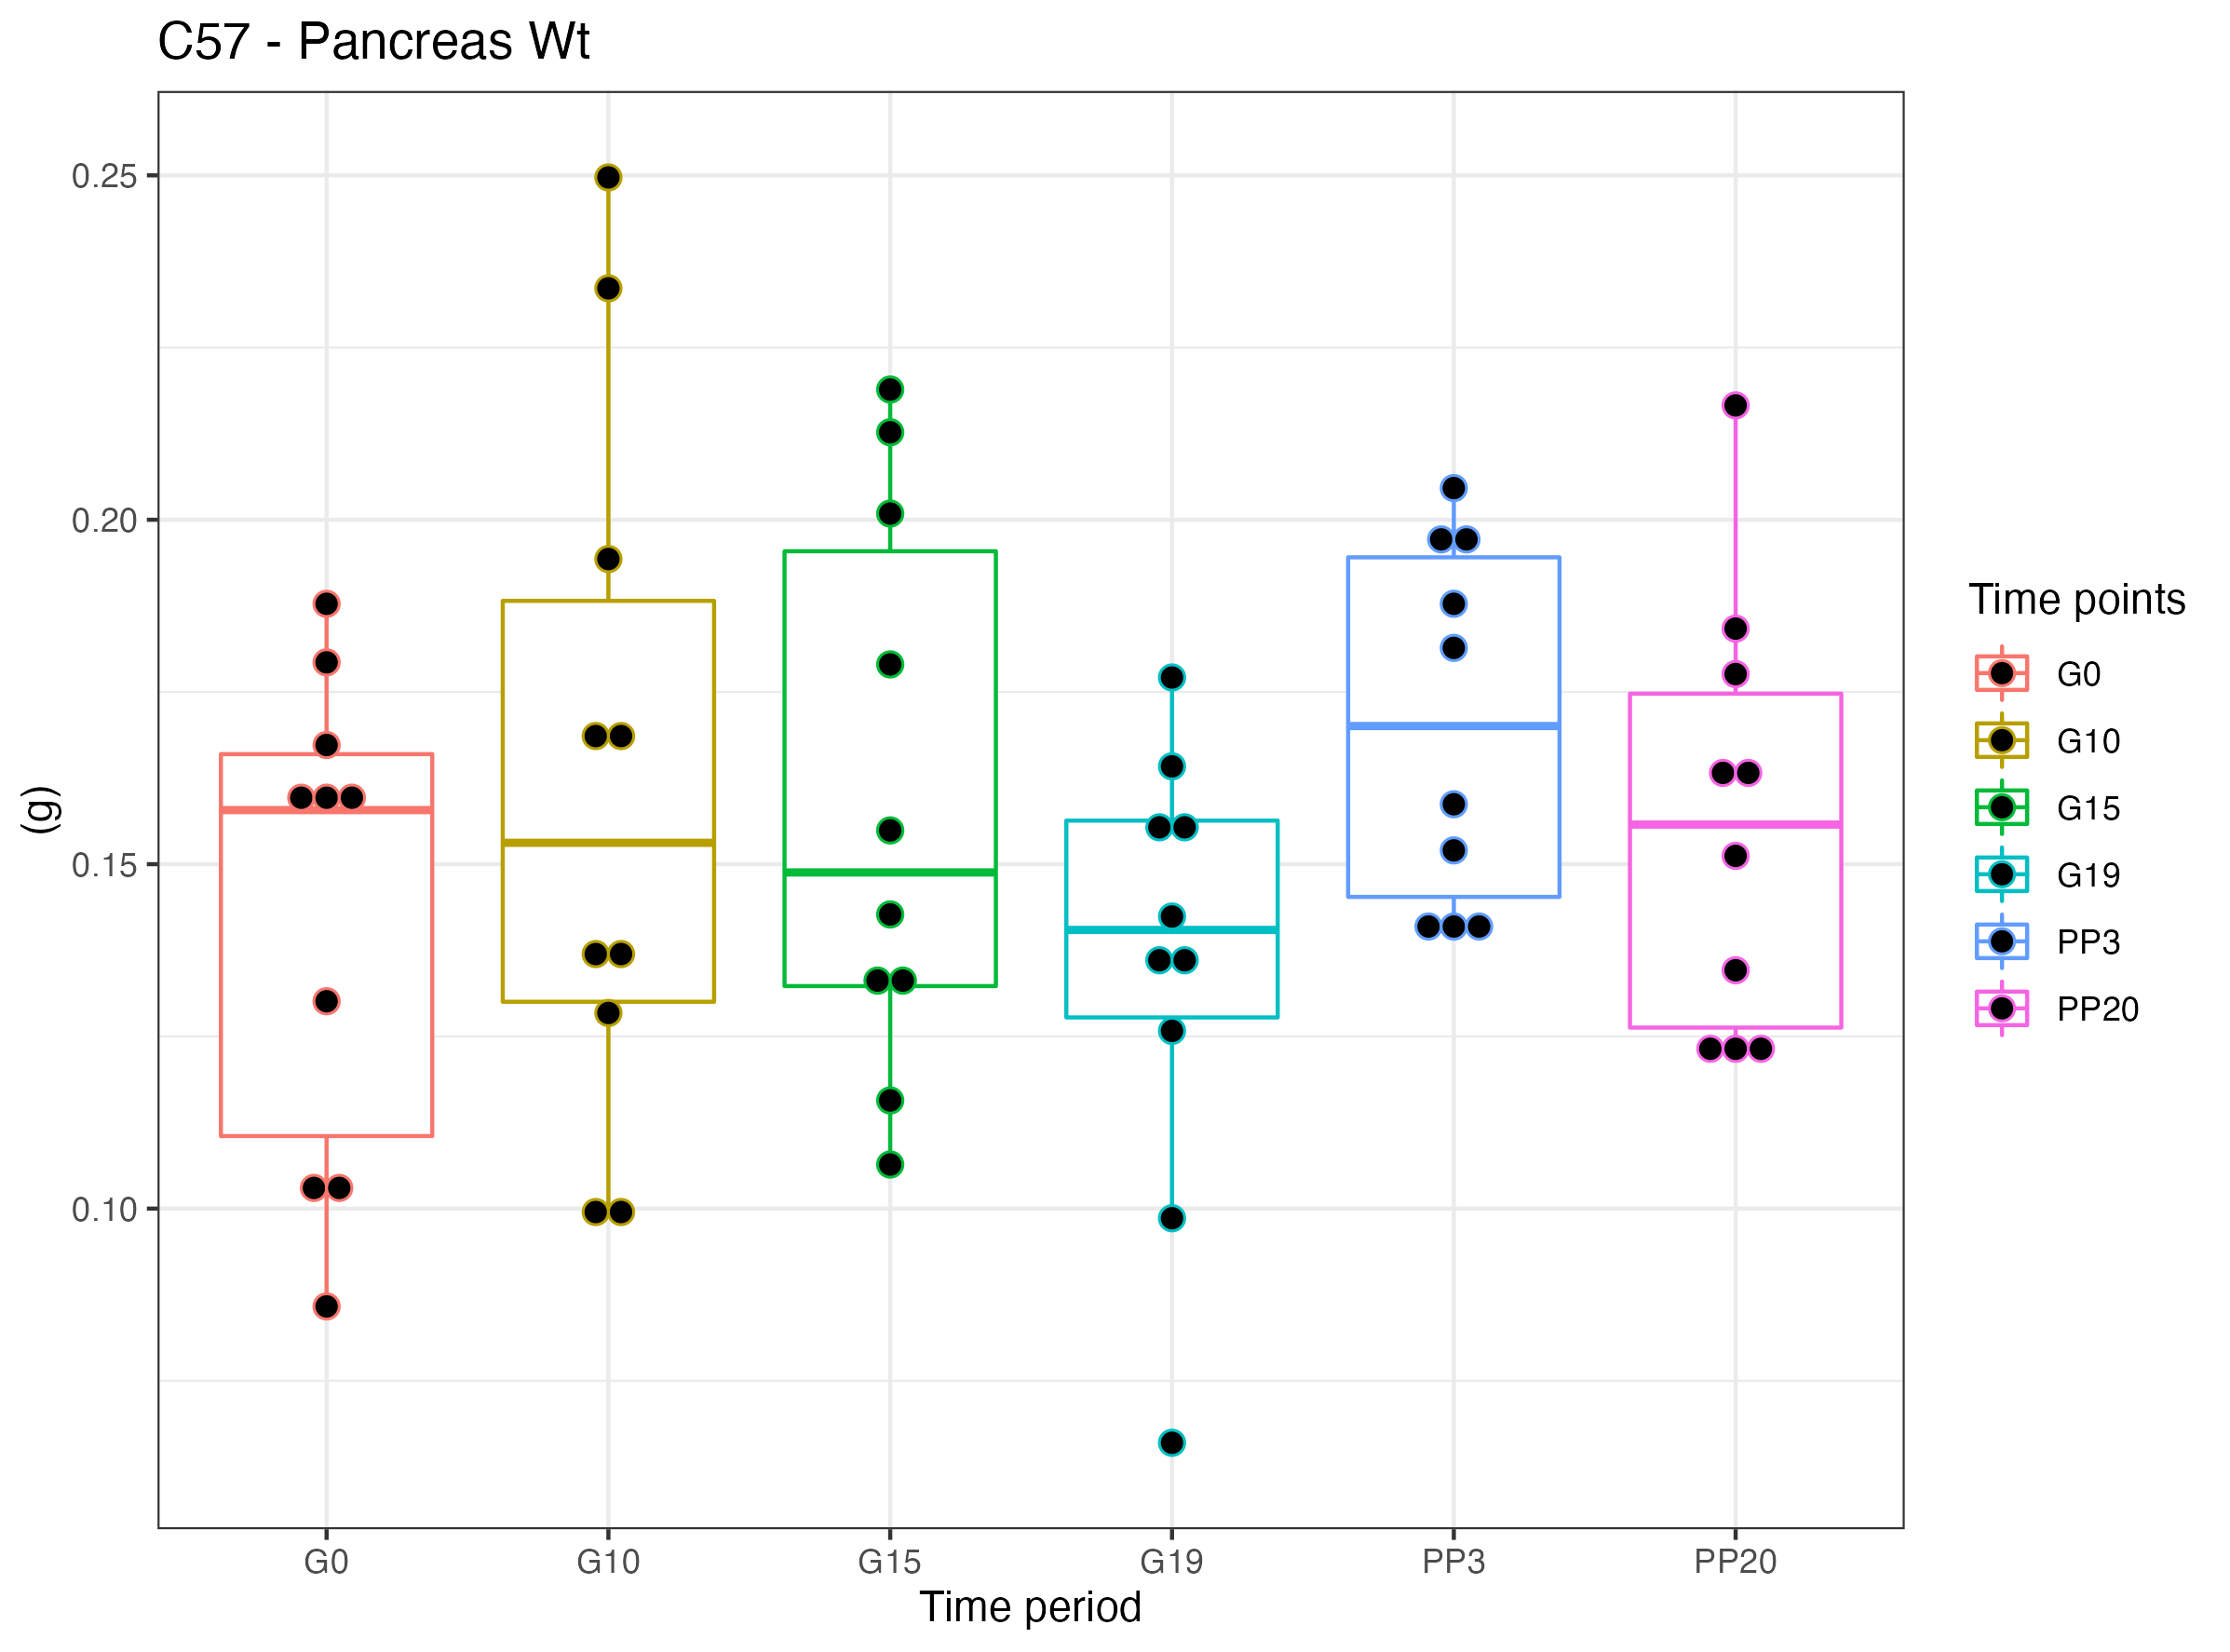 C57 - Pancreas Wt
0.25
0.20
0.15
0.10
(g)
G0
G10
G15
G19
PP3
PP20
Time period
Time points
G0
G10
G15
G19
PP3
PP20